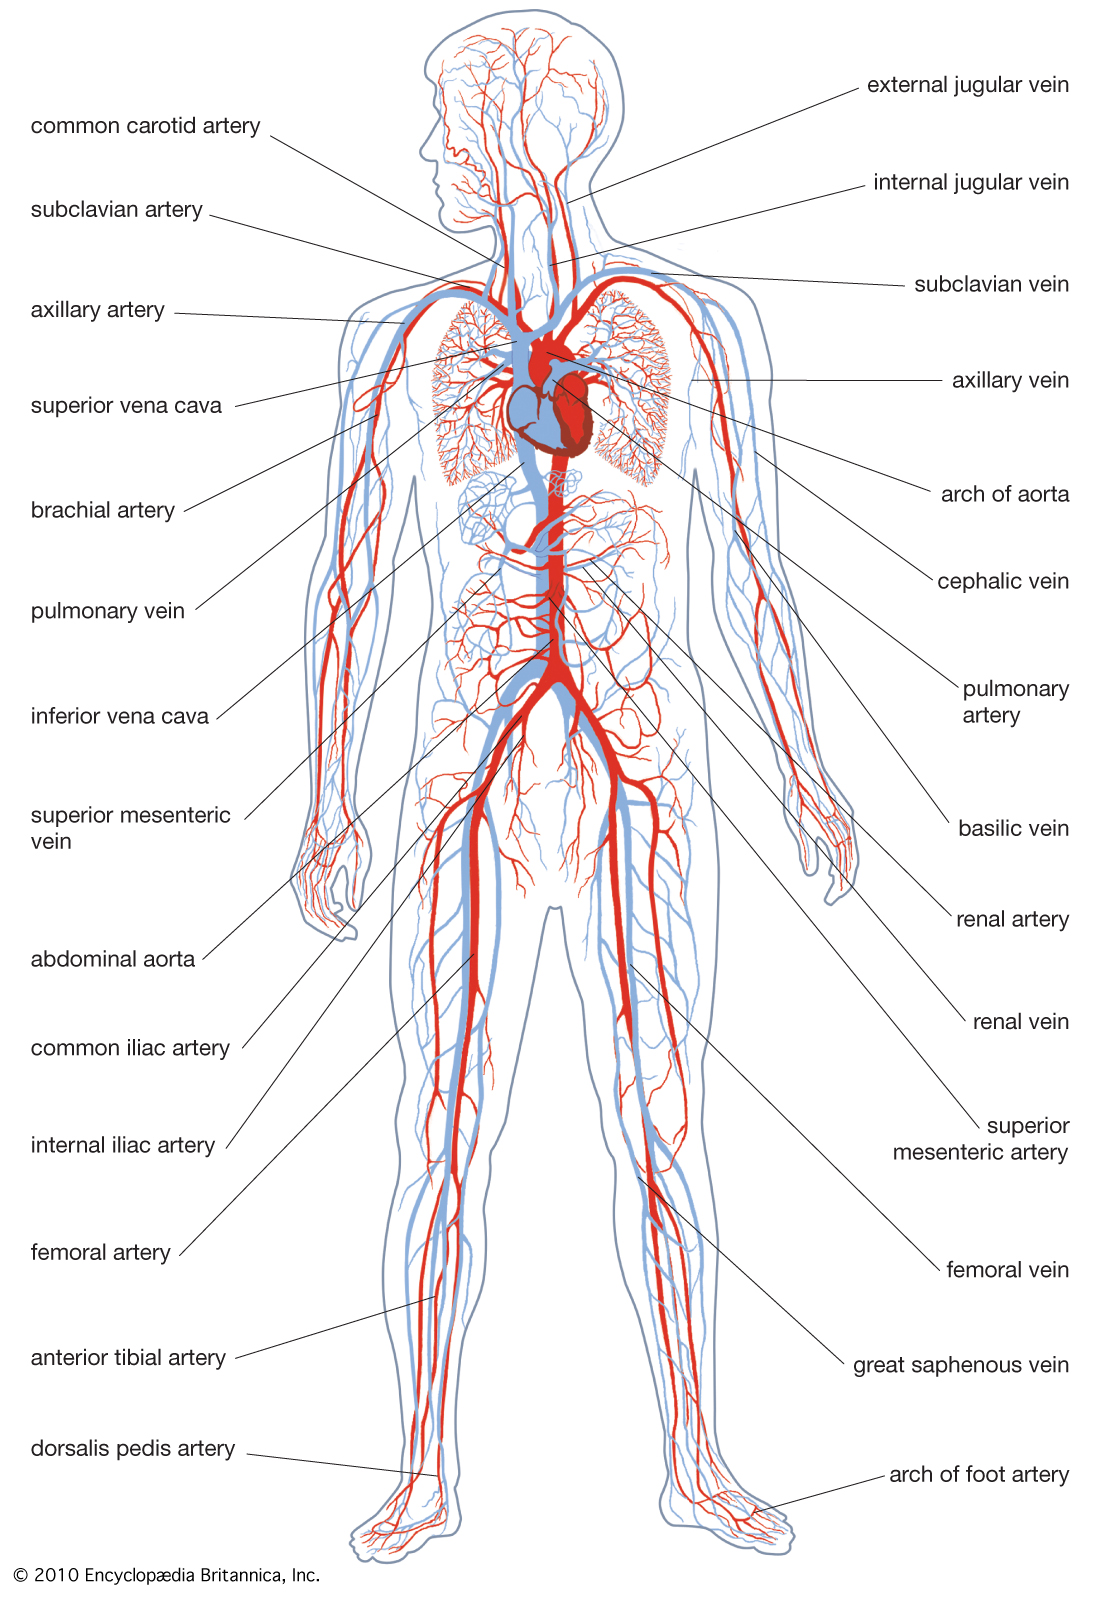 common carotid artery
subclavian artery
axillary artery
superior vena cava
brachial artery
pulmonary vein
inferior vena cava
superior mesenteric
vein
abdominal aorta
common iliac artery
internal iliac artery
femoral artery
anterior tibial artery
dorsalis pedis artery
external jugular vein
internal jugular vein
subclavian vein
axillary vein
arch of aorta
cephalic vein
pulmonary
artery
basilic vein
renal artery
renal vein
superior
mesenteric artery
femoral vein
great saphenous vein
arch of foot artery
© 2010 Encyclopædia Britannica, Inc.